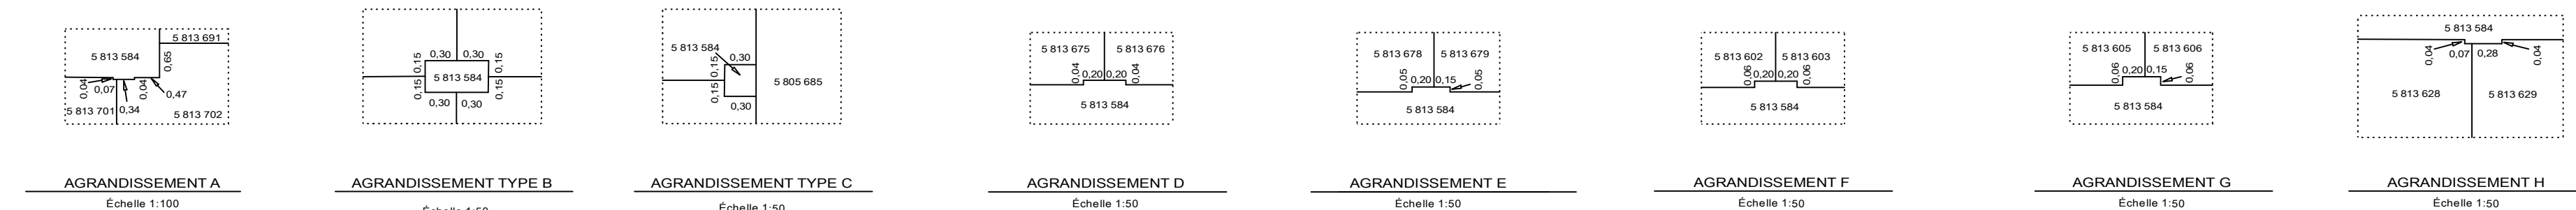 5 813 691
5 813 584
0,65
0,04
0,07
0,04
0,47
5 813 701
0,34
5 813 702
AGRANDISSEMENT A
Échelle 1:100
0,30 0,30
0,15
0,15
5 813 584
0,15
0,15
0,30 0,30
AGRANDISSEMENT TYPE B
Échelle 1:50
5 813 584
0,30
0,15
0,15
5 805 685
0,30
AGRANDISSEMENT TYPE C
Échelle 1:50
5 813 675 5 813 676
0,04 0,20 0,20 0,04
5 813 584
AGRANDISSEMENT D
Échelle 1:50
5 813 678 5 813 679
0,05 0,20 0,15 0,05
5 813 584
AGRANDISSEMENT E
Échelle 1:50
5 813 602 5 813 603
0,06 0,20 0,20 0,06
5 813 584
AGRANDISSEMENT F
Échelle 1:50
5 813 605 5 813 606
0,06 0,20 0,15 0,06
5 813 584
AGRANDISSEMENT G
Échelle 1:50
5 813 584
0,04 0,07 0,28 0,04
5 813 628 5 813 629
AGRANDISSEMENT H
Échelle 1:50